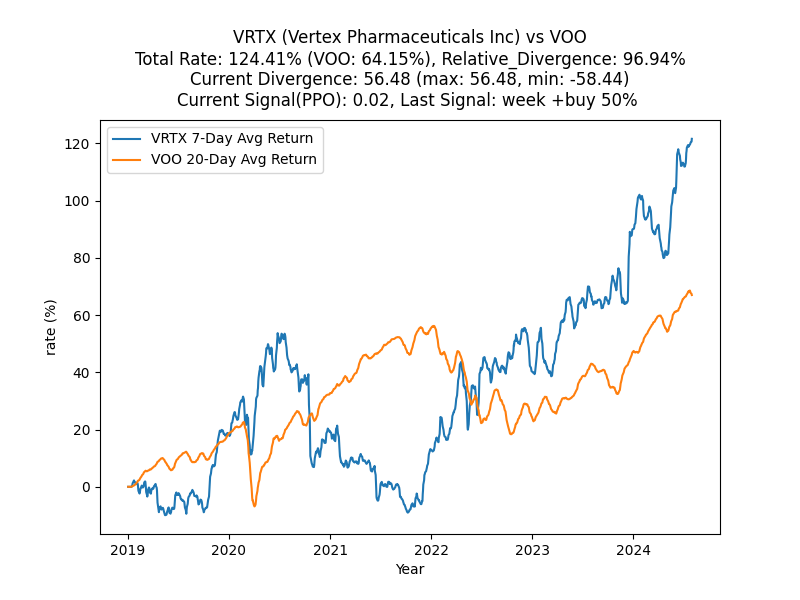 VRTX (Vertex Pharmaceuticals Inc) vs VOO
Total Rate: 124.41% (VOO: 64.15%), Relative_Divergence: 96.94%
Current Divergence: 56.48 (max: 56.48, min: -58.44)
Current Signal(PPO): 0.02, Last Signal: week +buy 50%
VRTX 7-Day Avg Return
VOO 20-Day Avg Return
120
100
80
60
40
20
0
rate (%)
2019 2020 2021 2022 2023 2024
Year